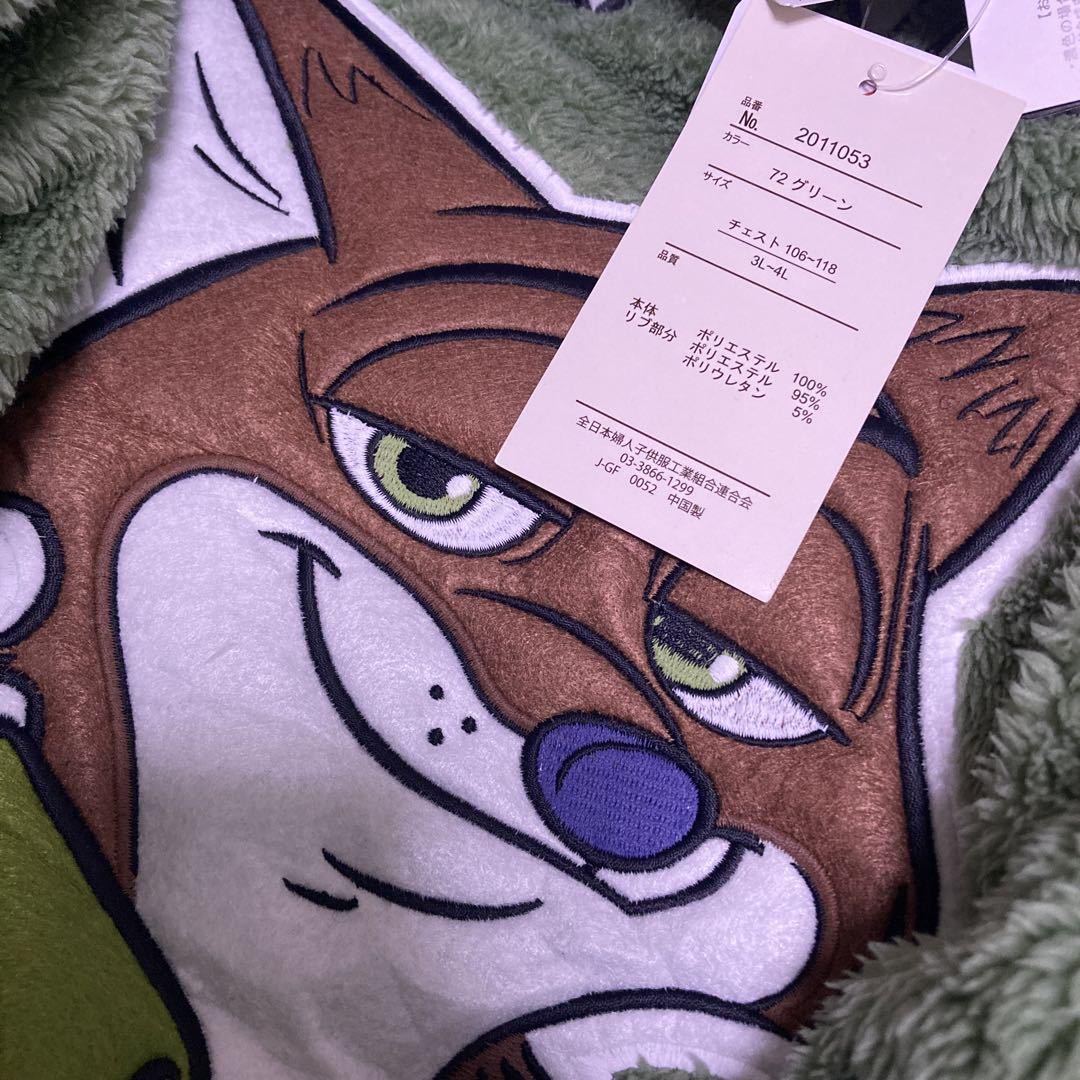 品番
№ 2011053
カラー
72 グリーン
サイズ
チェスト 106~118
3L~4L
品質
本体 ポリエステル 100%
リブ部分 ポリエステル 95%
ポリウレタン 5%
全日本婦人子供服工業組合連合会
03-3866-1299
J-GF 0052 中国製